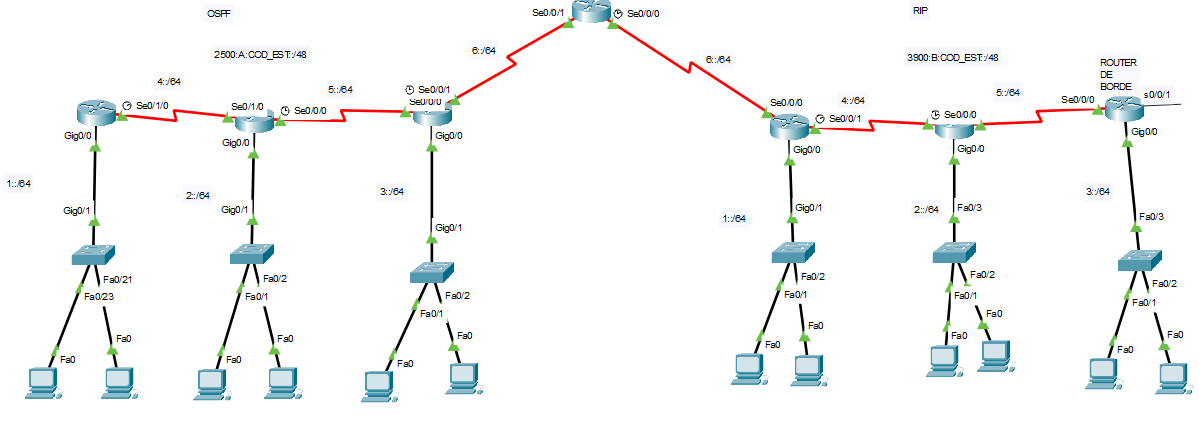 OSPF
RIP
Se0/0/1
Se0/0/0
2500:A:COD_EST::/48
6::/64
6::/64
3900:B:COD_EST::/48
ROUTER
DE
BORDE
4::/64
5::/64
Se0/0/1
Se0/0/0
Se0/1/0
Se0/1/0
Se0/0/0
Se0/0/0
4::/64
Se0/0/1
Se0/0/0
5::/64
Se0/0/0
s0/0/1
Gig0/0
Gig0/0
Gig0/0
Gig0/0
Gig0/0
Gig0/0
1::/64
2::/64
3::/64
1::/64
2::/64
3::/64
Gig0/1
Gig0/1
Gig0/1
Gig0/1
Fa0/3
Fa0/3
Fa0/21
Fa0/23
Fa0/2
Fa0/1
Fa0/2
Fa0/1
Fa0/2
Fa0/1
Fa0/2
Fa0/1
Fa0/2
Fa0/1
Fa0
Fa0
Fa0
Fa0
Fa0
Fa0
Fa0
Fa0
Fa0
Fa0
Fa0
Fa0